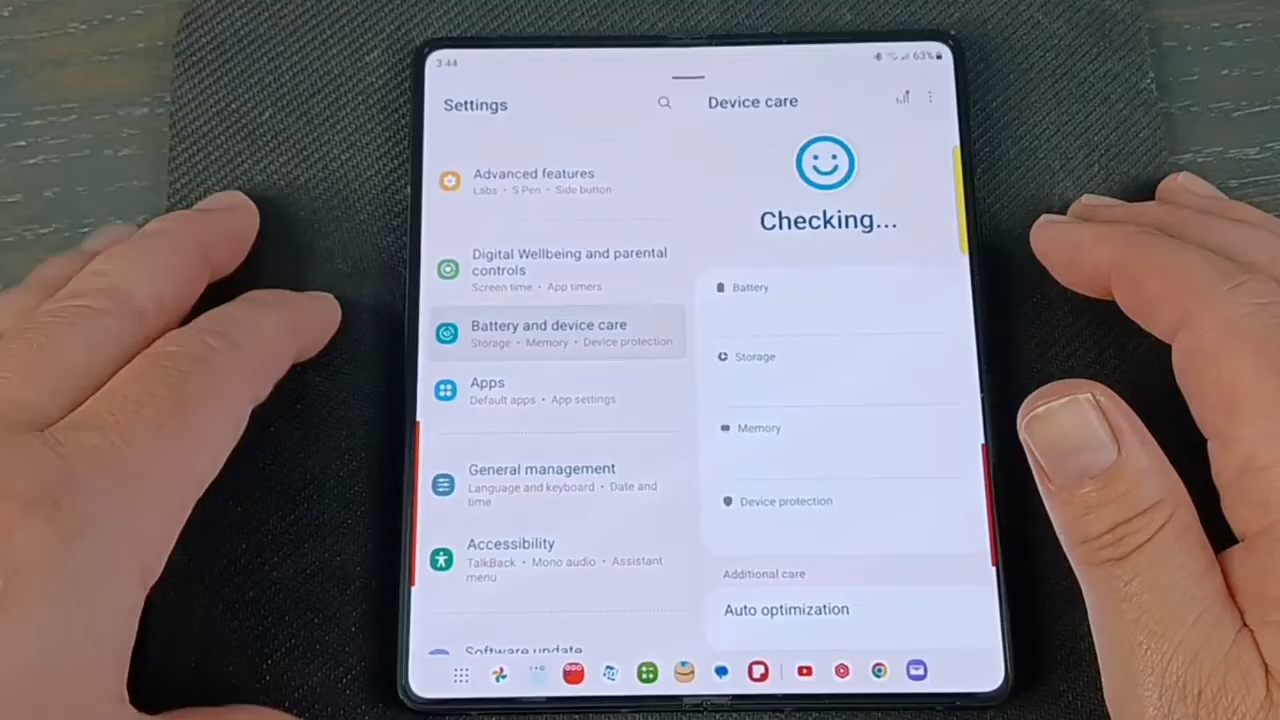 3:44
63%
Settings
Advanced features
Labs • S Pen • Side button
Digital Wellbeing and parental
controls
Screen time • App timers
Battery and device care
Storage • Memory • Device protection
Apps
Default apps • App settings
General management
Language and keyboard • Date and
time
Accessibility
TalkBack • Mono audio • Assistant
menu
Software update
Device care
Checking...
Battery
Storage
Memory
Device protection
Additional care
Auto optimization